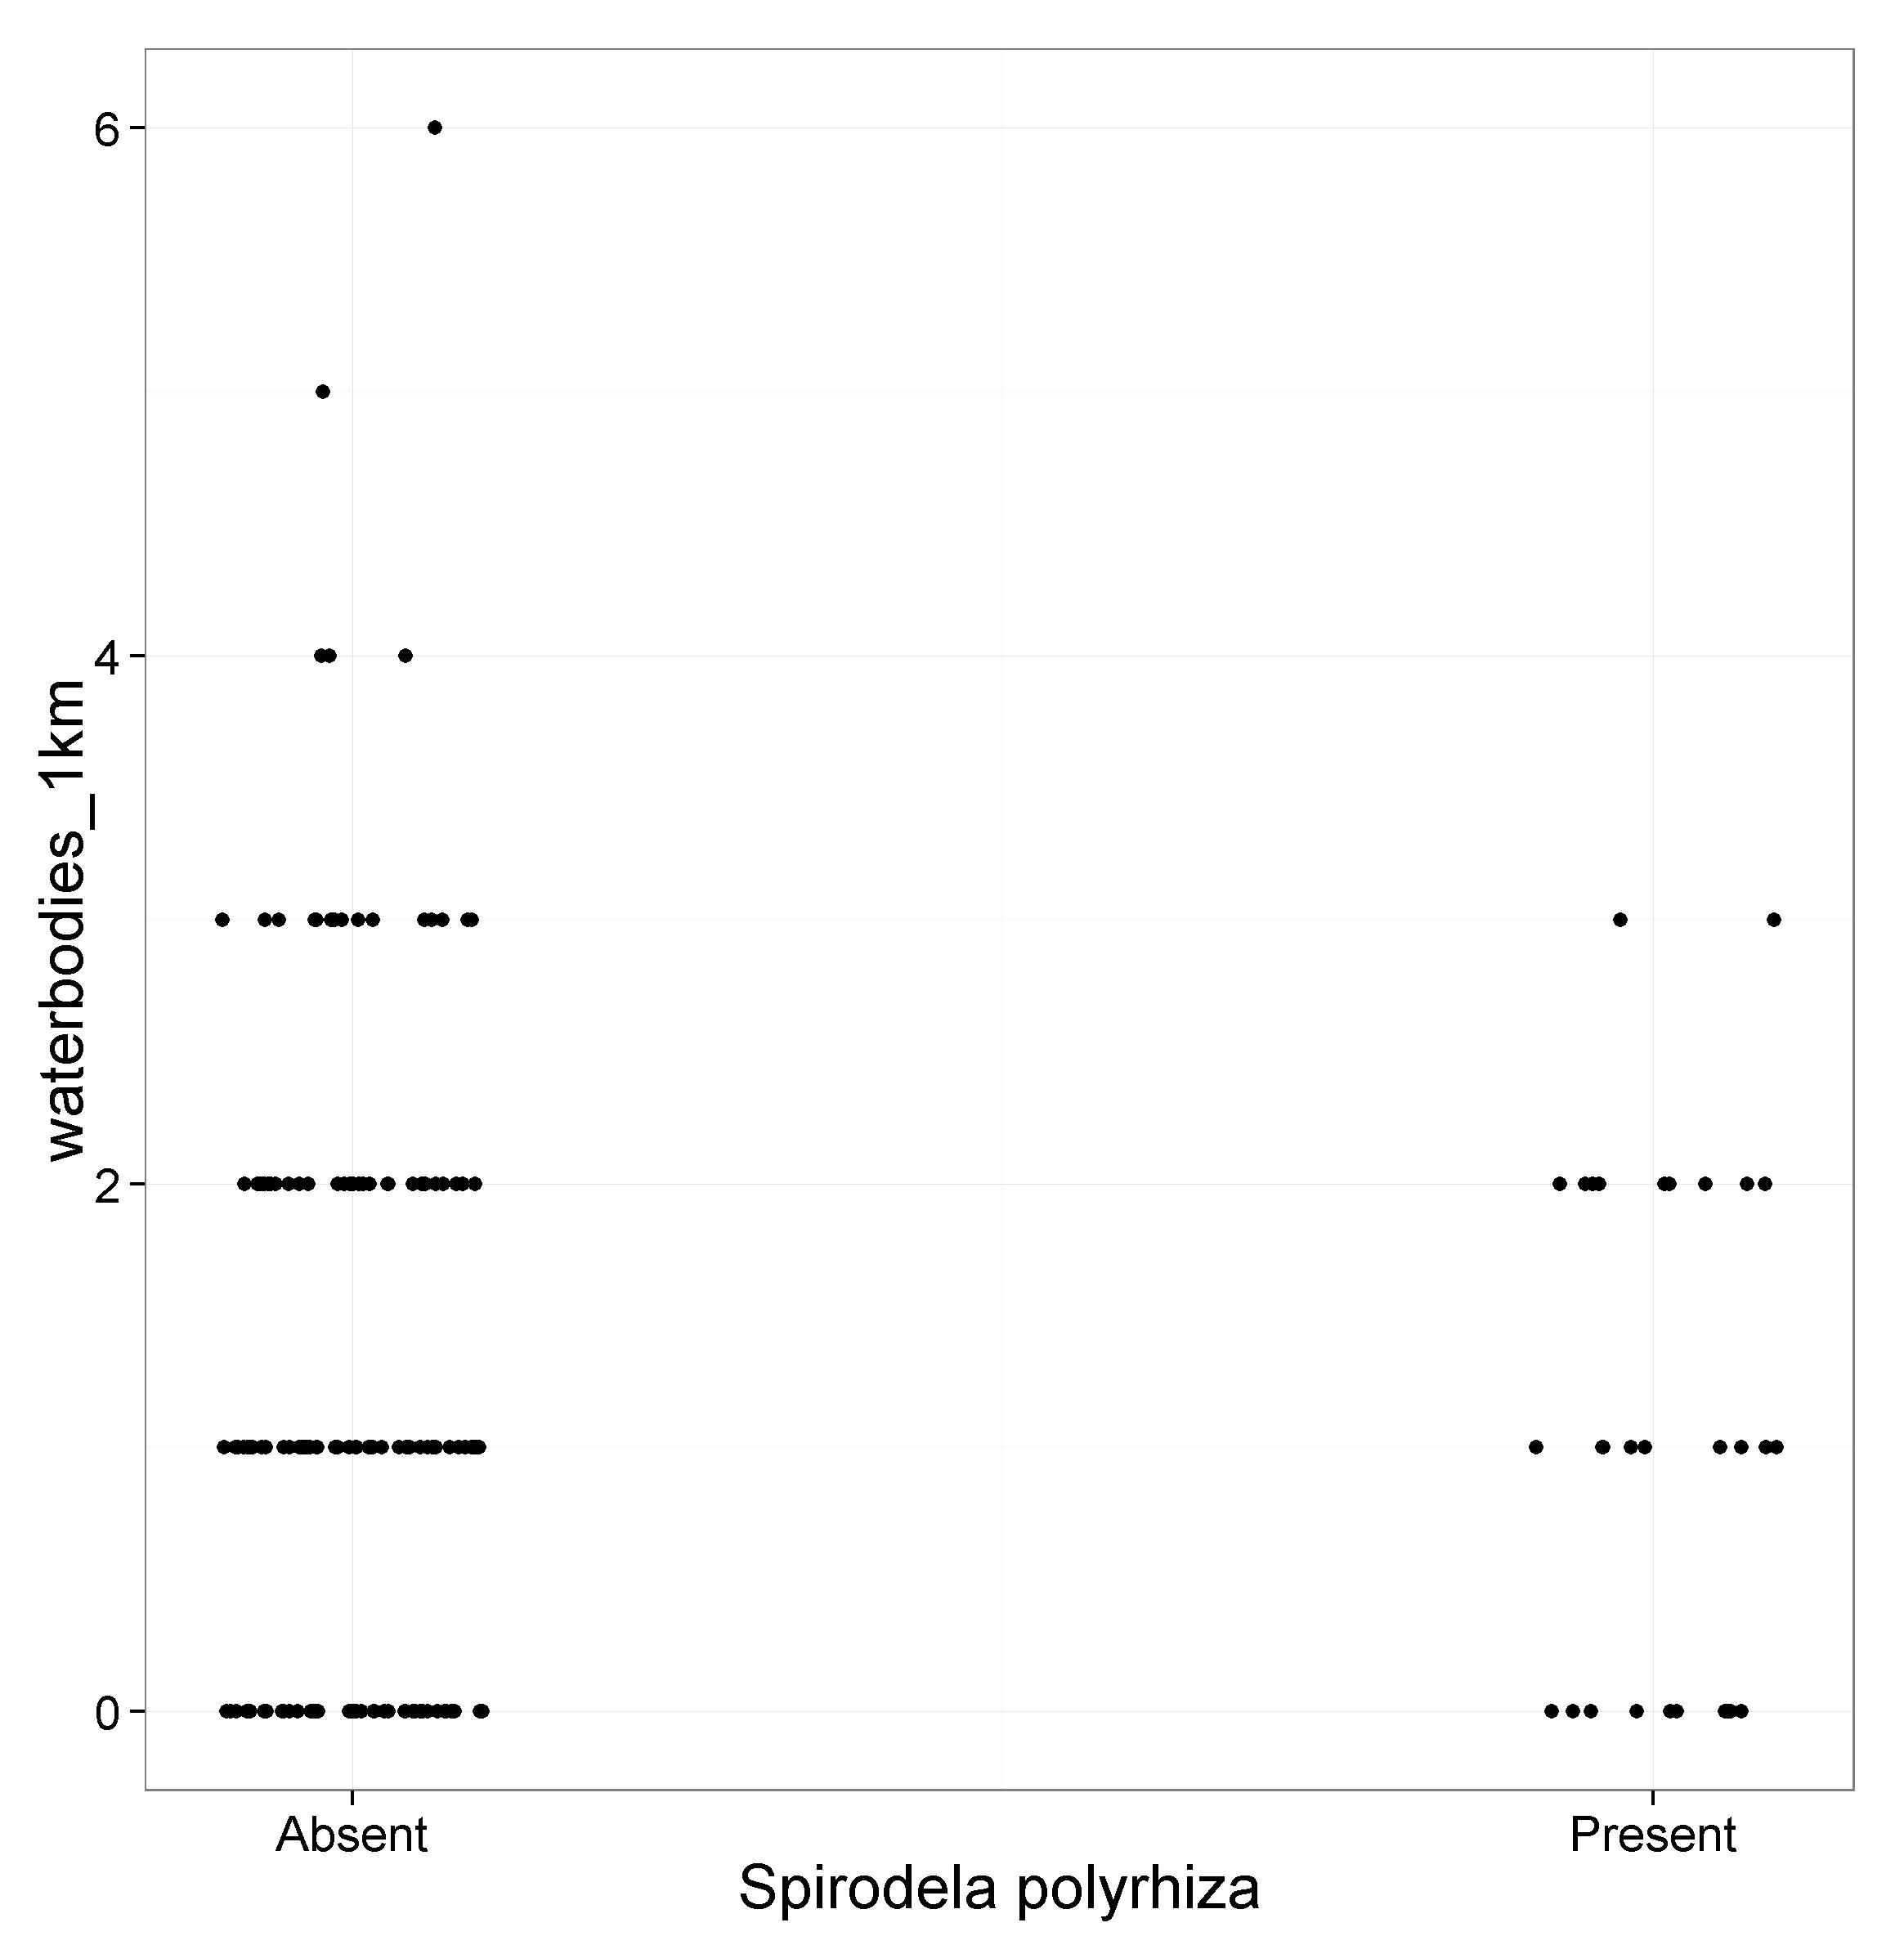 waterbodies_1km
6
4
2
0
Absent
Present
Spirodela polyrhiza